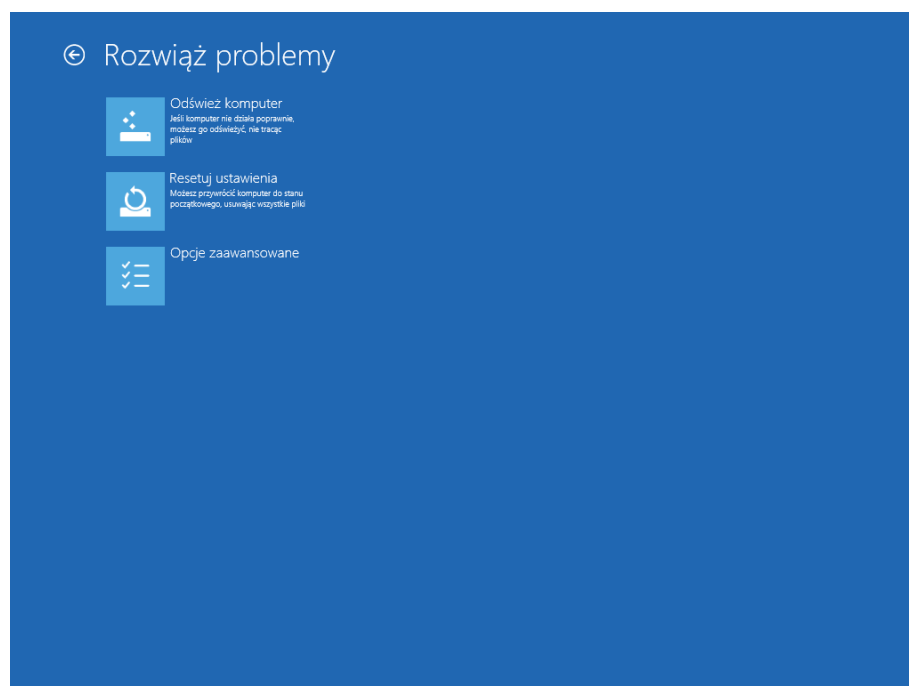 Rozwiąż problemy
Odśwież komputer
Jeśli komputer nie działa poprawnie,
możesz go odświeżyć, nie tracąc
plików
Resetuj ustawienia
Możesz przywrócić komputer do stanu
początkowego, usuwając wszystkie pliki
Opcje zaawansowane